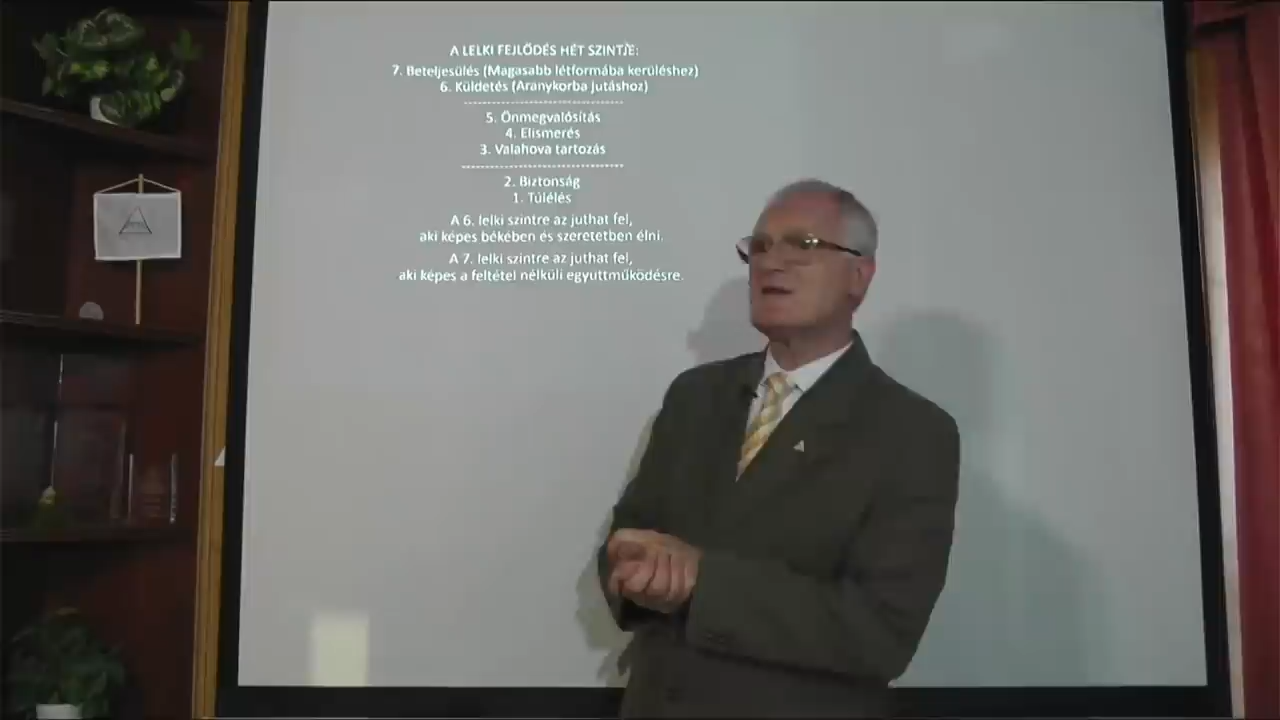 A LELKI FEJLŐDÉS HÉT SZINTJE:
7. Beteljesülés (Magasabb létformába kerüléshez)
6. Küldetés (Aranykorba jutáshoz)
5. Önmegvalósítás
4. Elismerés
3. Valahova tartozás
2. Biztonság
1. Túlélés
A 6. lelki szintre az juthat fel,
aki képes békében és szeretetben élni.
A 7. lelki szintre az juthat fel,
aki képes a feltétel nélküli együttműködésre.